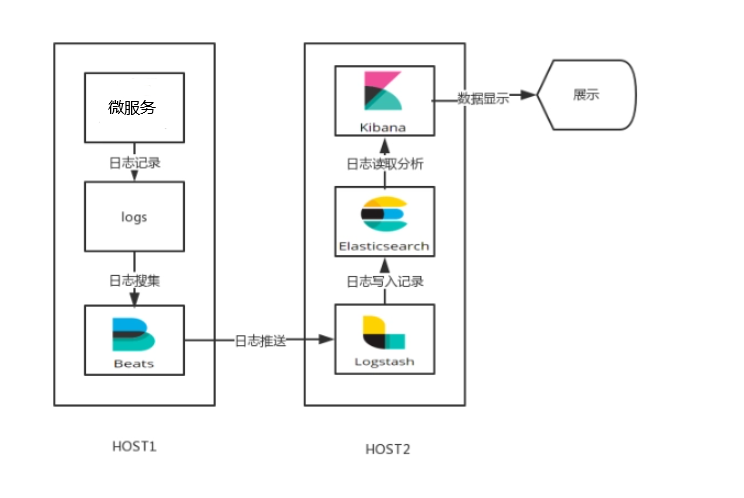 微服务
日志记录
logs
日志搜集
Beats
日志推送
HOST1
Kibana
数据显示
展示
日志读取分析
Elasticsearch
日志写入记录
Logstash
HOST2